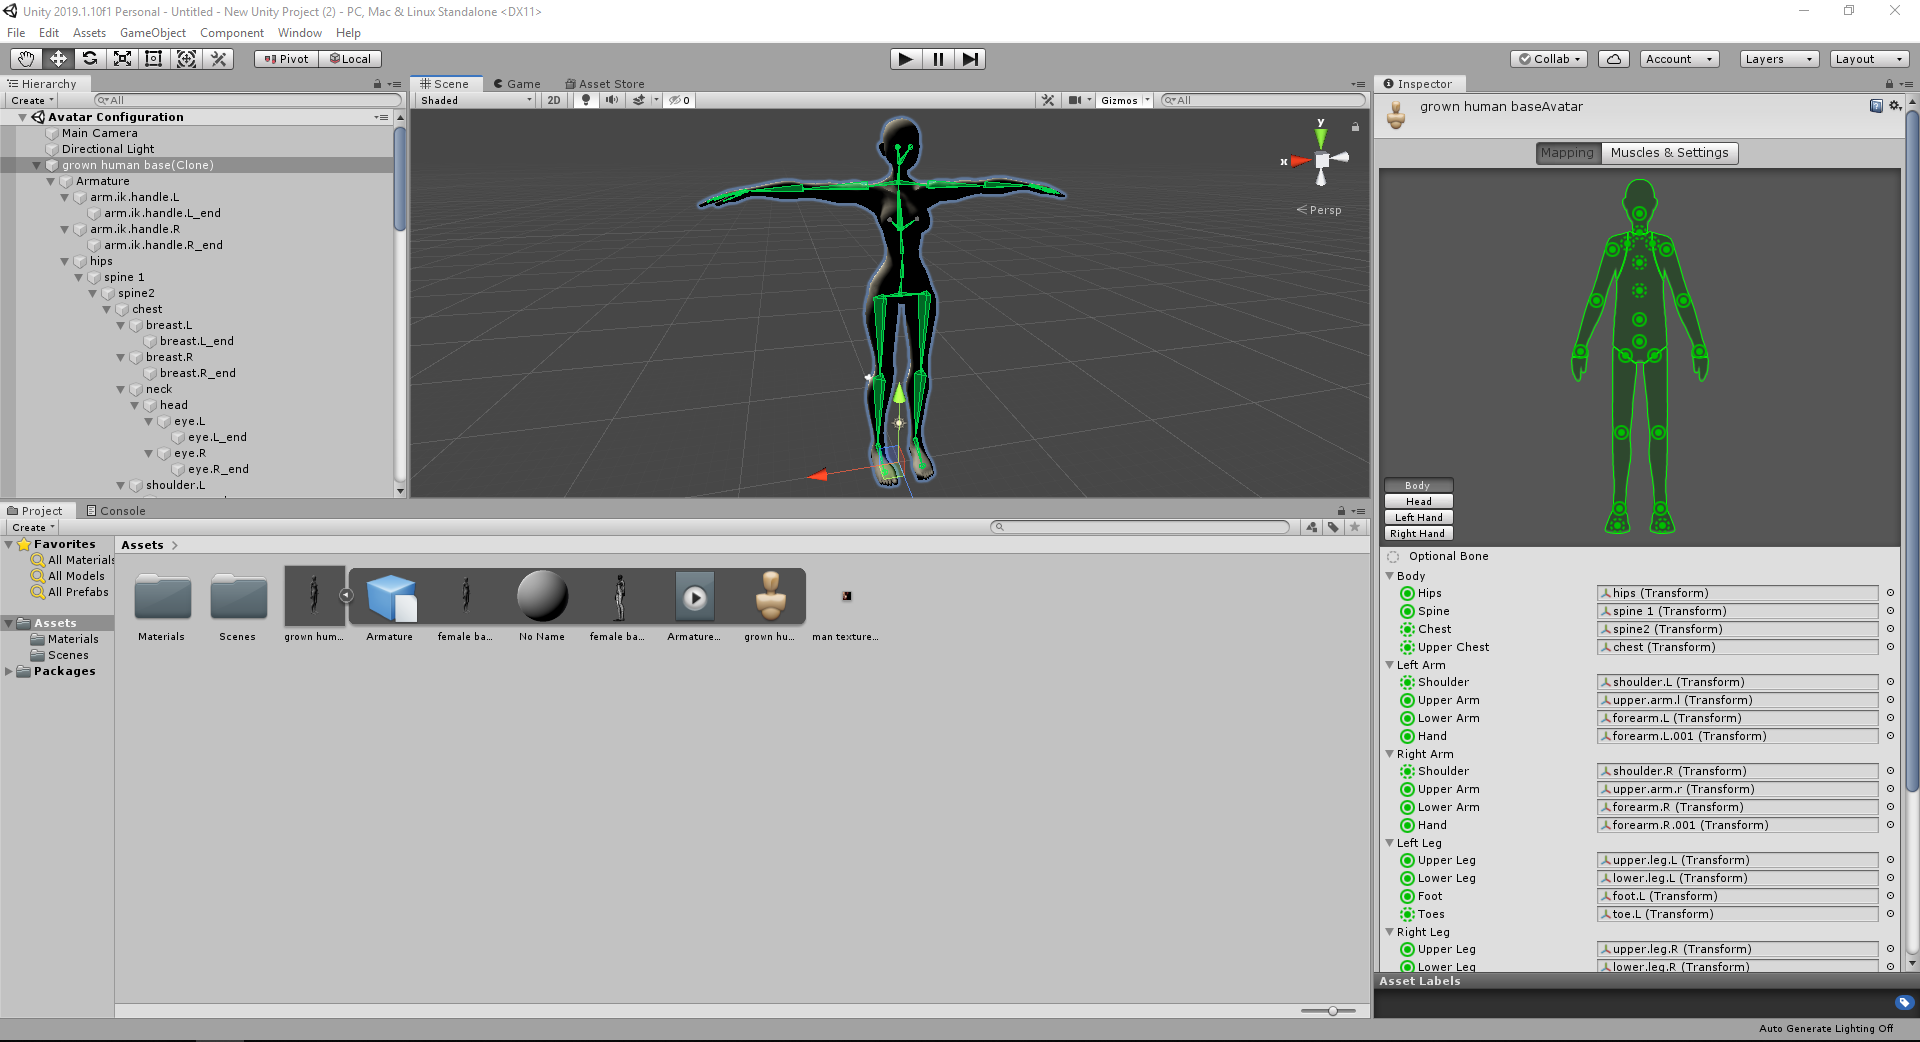 Unity 2019.1.10f1 Personal - Untitled - New Unity Project (2) - PC, Mac & Linux Standalone <DX11>
File Edit Assets GameObject Component Window Help
Pivot Local Collab Account Layers Layout
Hierarchy
Create All
Avatar Configuration
Main Camera
Directional Light
grown human base(Clone)
Armature
arm.ik.handle.L
arm.ik.handle.L_end
arm.ik.handle.R
arm.ik.handle.R_end
hips
spine 1
spine2
chest
breast.L
breast.L_end
breast.R
breast.R_end
neck
head
eye.L
eye.L_end
eye.R
eye.R_end
shoulder.L
Scene Game Asset Store
Shaded 2D 0 Gizmos All
y
x
Persp
Project Console
Create
Favorites
All Materials
All Models
All Prefabs
Assets
Materials
Scenes
Packages
Assets
Materials Scenes grown hum... Armature female ba... No Name female ba... Armature... grown hu... man texture...
Inspector
grown human baseAvatar
Mapping Muscles & Settings
Body
Head
Left Hand
Right Hand
Optional Bone
Body
Hips hips (Transform)
Spine spine 1 (Transform)
Chest spine2 (Transform)
Upper Chest chest (Transform)
Left Arm
Shoulder shoulder.L (Transform)
Upper Arm upper.arm.l (Transform)
Lower Arm forearm.L (Transform)
Hand forearm.L.001 (Transform)
Right Arm
Shoulder shoulder.R (Transform)
Upper Arm upper.arm.r (Transform)
Lower Arm forearm.R (Transform)
Hand forearm.R.001 (Transform)
Left Leg
Upper Leg upper.leg.L (Transform)
Lower Leg lower.leg.L (Transform)
Foot foot.L (Transform)
Toes toe.L (Transform)
Right Leg
Upper Leg upper.leg.R (Transform)
Lower Leg lower.leg.R (Transform)
Asset Labels
Auto Generate Lighting Off